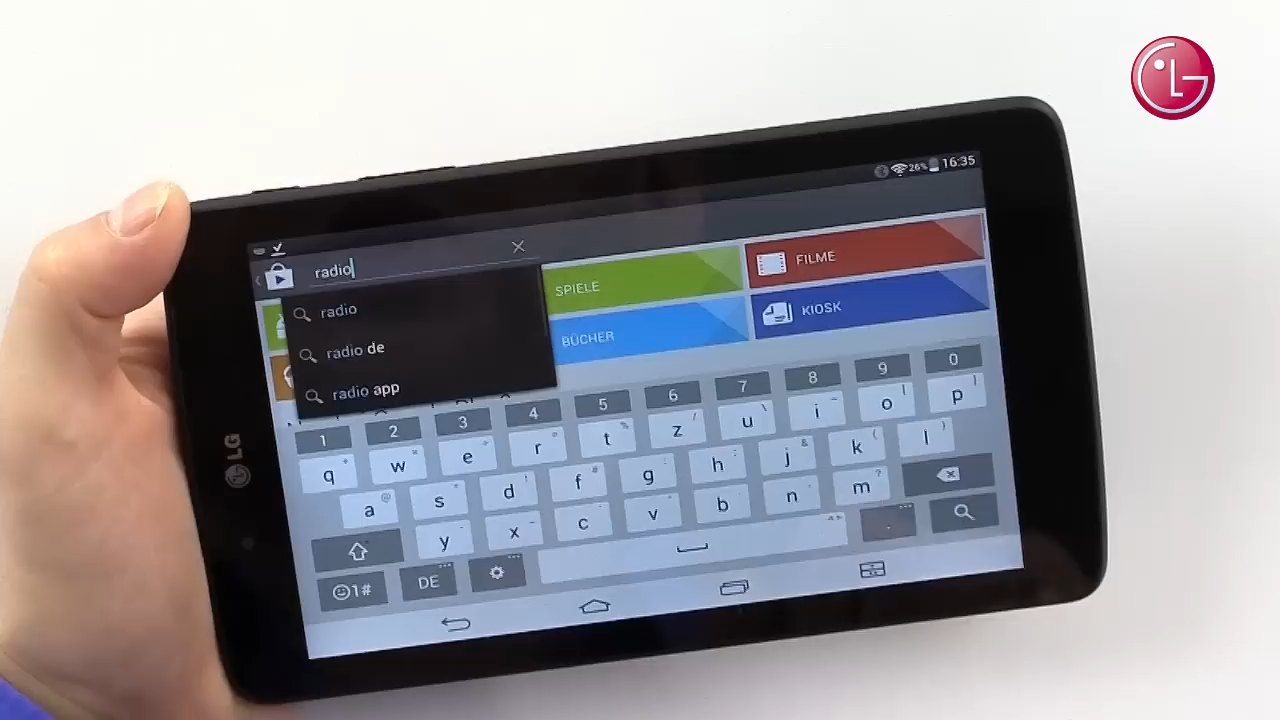 LG
26% 16:35
radio
radio
radio de
radio app
SPIELE
FILME
BÜCHER
KIOSK
1 2 3 4 5 6 7 8 9 0
q w e r t z u i o p
a s d f g h j k l
y x c v b n m
1# DE .
LG